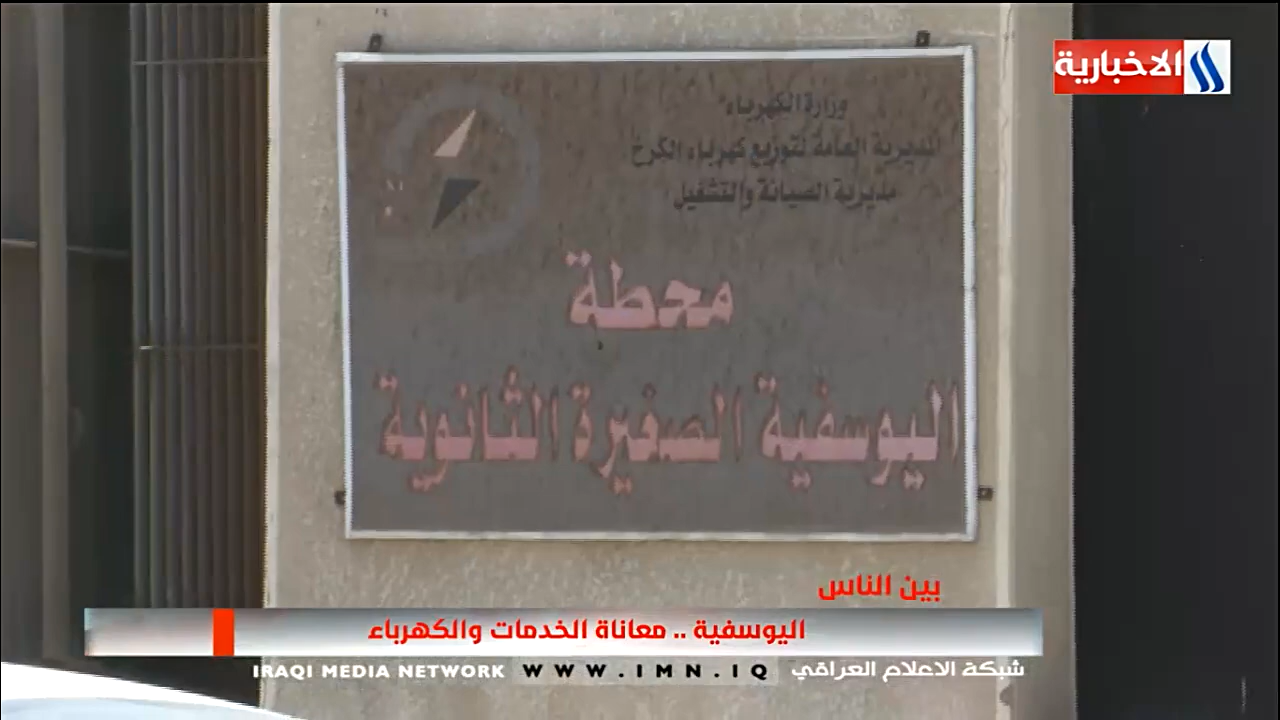 الاخبارية
وزارة الكهرباء
المديرية العامة لتوزيع كهرباء الكرخ
مديرية الصيانة والتشغيل
محطة
اليوسفية الصغيرة الثانوية
بين الناس
اليوسفية .. معاناة الخدمات والكهرباء
شبكة الاعلام العراقي WWW.IMN.IQ IRAQI MEDIA NETWORK